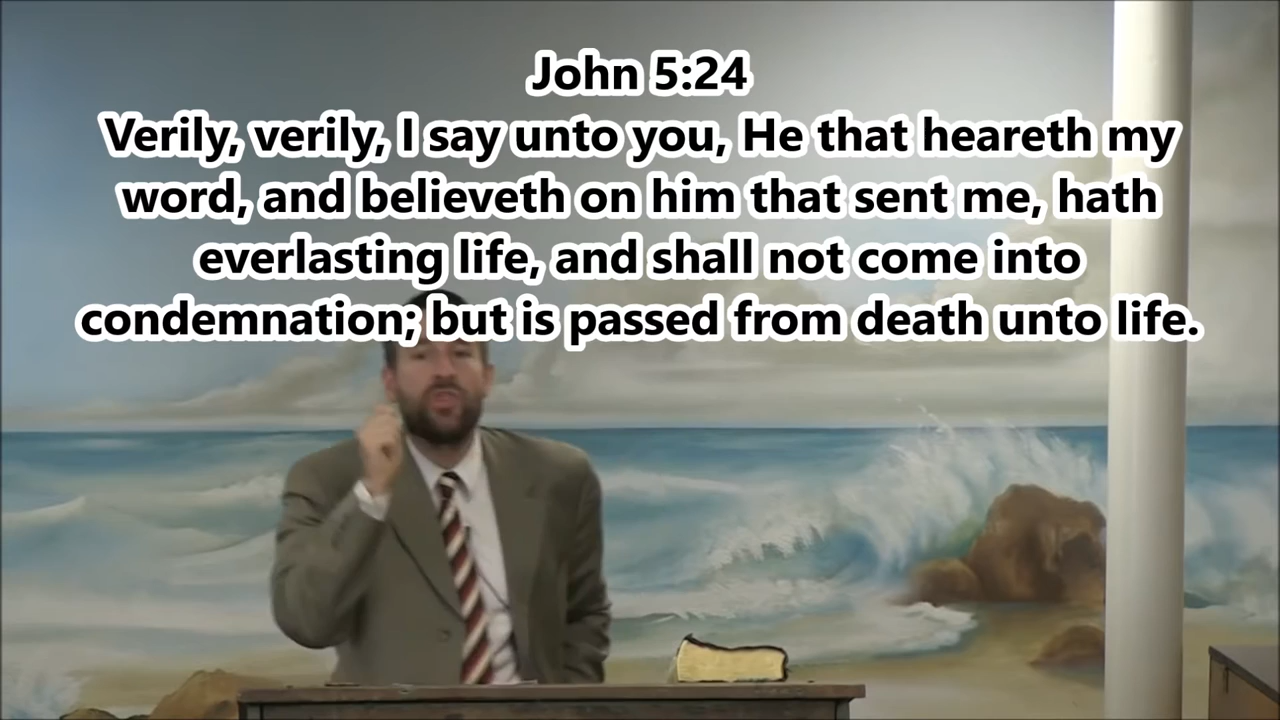 John 5:24
Verily, verily, I say unto you, He that heareth my
word, and believeth on him that sent me, hath
everlasting life, and shall not come into
condemnation; but is passed from death unto life.